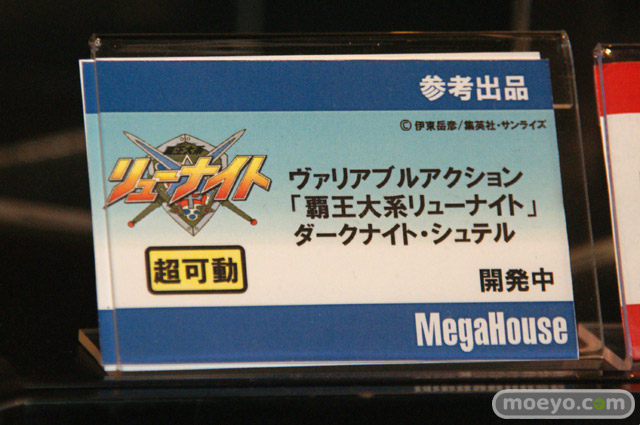 参考出品
©伊東岳彦/集英社・サンライズ
リューナイト
ヴァリアブルアクション
「覇王大系リューナイト」
ダークナイト・シュテル
超可動
開発中
MegaHouse
moeyo.com